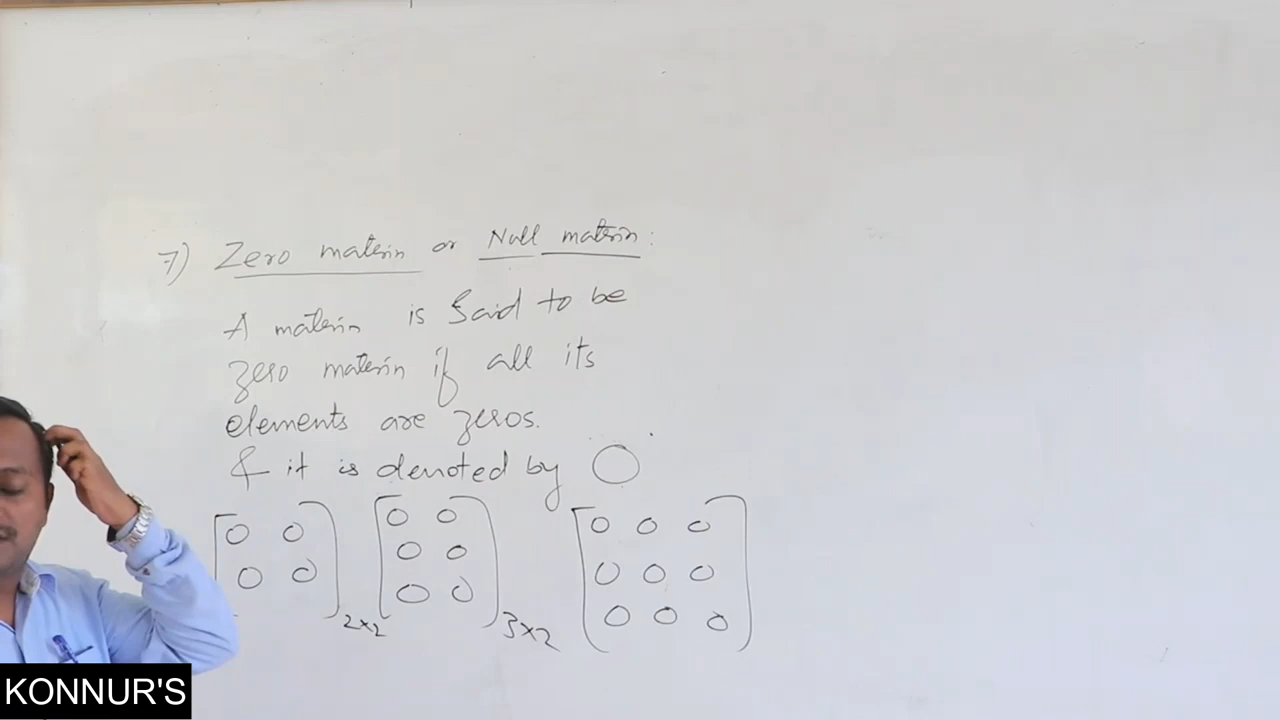 7) Zero matrix or Null matrix:
A matrix is said to be
zero matrix if all its
elements are zeros.
& it is denoted by O
[0 0
0 0]2×2
[0 0
0 0
0 0]3×2
[0 0 0
0 0 0
0 0 0]
KONNUR'S